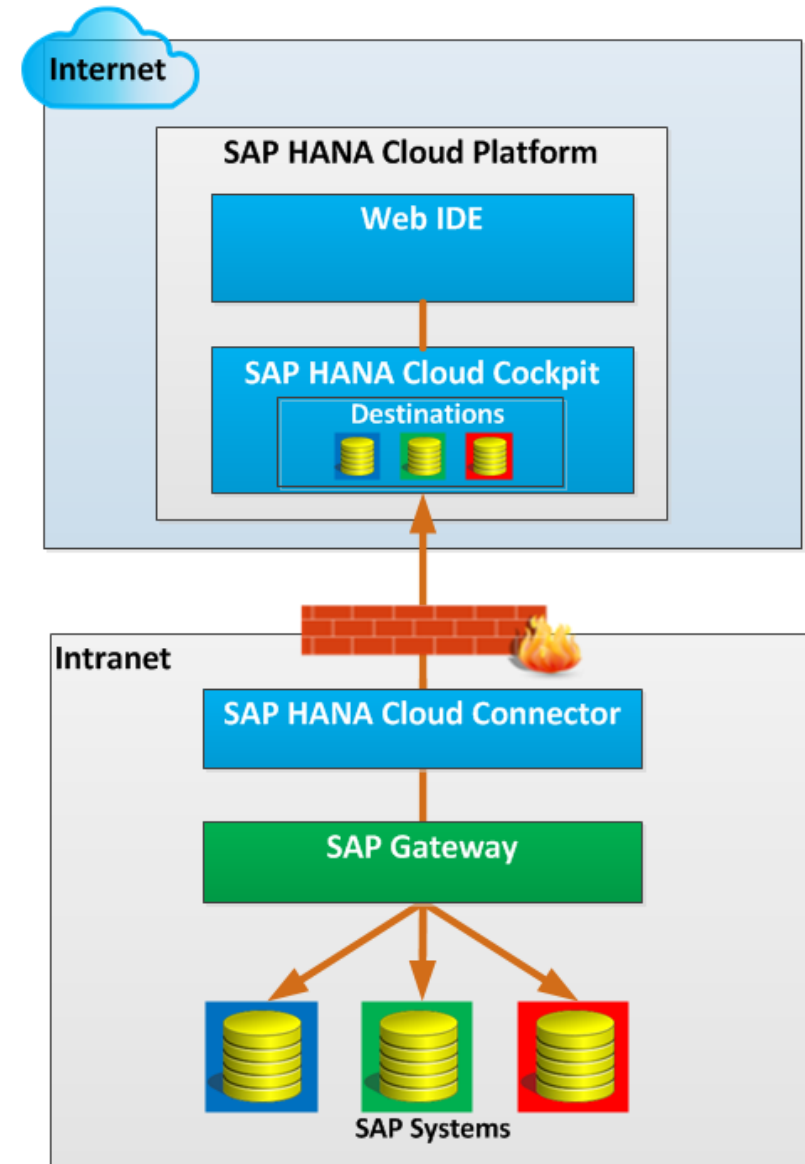 Internet
SAP HANA Cloud Platform
Web IDE
SAP HANA Cloud Cockpit
Destinations
Intranet
SAP HANA Cloud Connector
SAP Gateway
SAP Systems